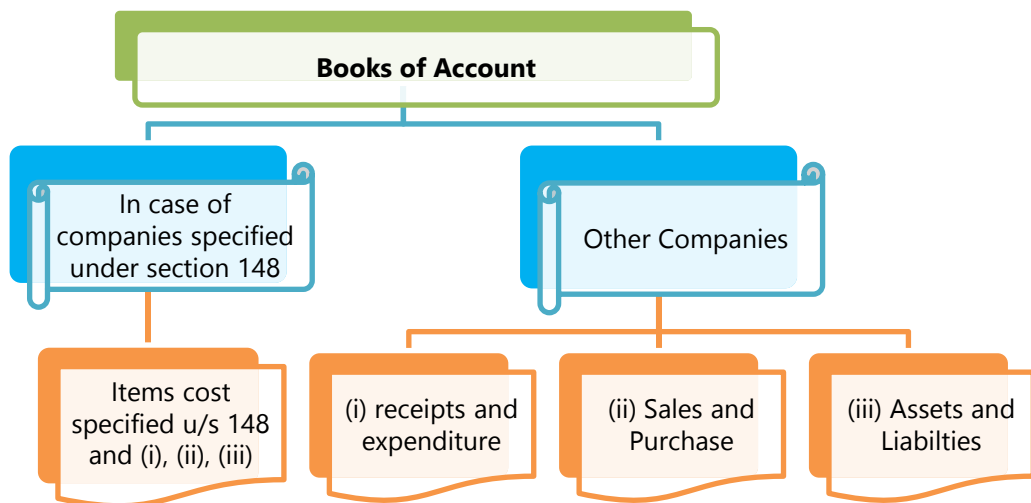 Books of Account
In case of
companies specified
under section 148
Other Companies
Items cost
specified u/s 148
and (i), (ii), (iii)
(i) receipts and
expenditure
(ii) Sales and
Purchase
(iii) Assets and
Liabilties